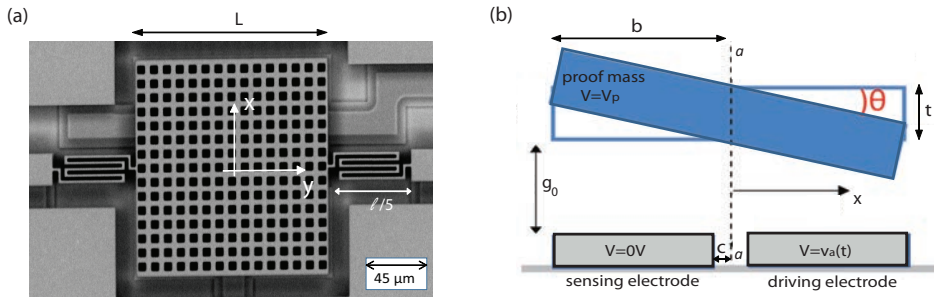 (a)
L
x
y
ℓ/5
45 µm
(b)
b
a
proof mass
V=Vp
θ
t
g0
x
c
a
V=0V
V=va(t)
sensing electrode
driving electrode